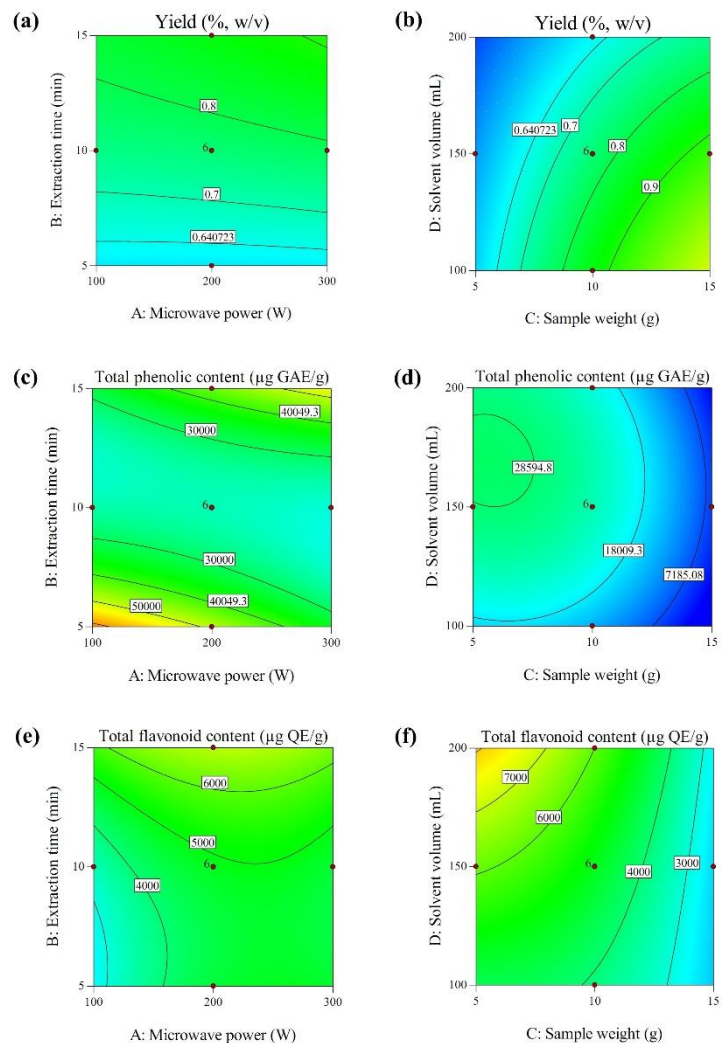 (a)
Yield (%, w/v)
B: Extraction time (min)
15
10
5
0.8
6
0.7
0.640723
100
200
300
A: Microwave power (W)
(b)
Yield (%, w/v)
D: Solvent volume (mL)
200
150
100
0.640723
0.7
6
0.8
0.9
5
10
15
C: Sample weight (g)
(c)
Total phenolic content (µg GAE/g)
B: Extraction time (min)
15
10
5
40049.3
30000
6
30000
40049.3
50000
100
200
300
A: Microwave power (W)
(d)
Total phenolic content (µg GAE/g)
D: Solvent volume (mL)
200
150
100
28594.8
6
18009.3
7185.08
5
10
15
C: Sample weight (g)
(e)
Total flavonoid content (µg QE/g)
B: Extraction time (min)
15
10
5
6000
5000
6
4000
100
200
300
A: Microwave power (W)
(f)
Total flavonoid content (µg QE/g)
D: Solvent volume (mL)
200
150
100
7000
6000
6
4000
3000
5
10
15
C: Sample weight (g)